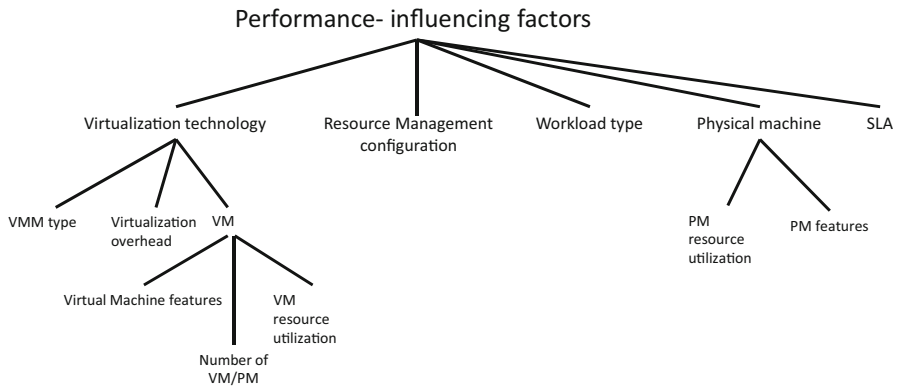 Performance- influencing factors
Virtualization technology
Resource Management
configuration
Workload type
Physical machine
SLA
VMM type
Virtualization
overhead
VM
PM
resource
utilization
PM features
Virtual Machine features
VM
resource
utilization
Number of
VM/PM